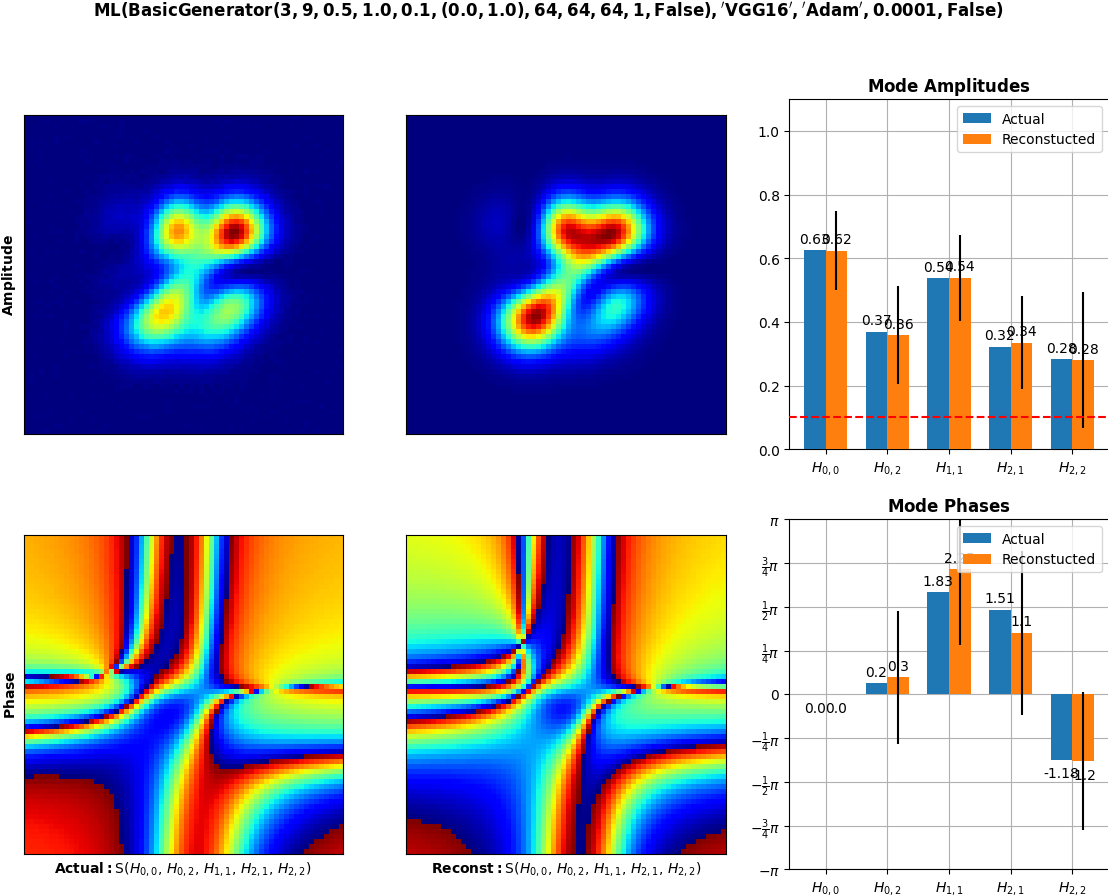 ML(BasicGenerator(3, 9, 0.5, 1.0, 0.1, (0.0, 1.0), 64, 64, 64, 1, False), ′VGG16′, ′Adam′, 0.0001, False)
Amplitude
Mode Amplitudes
Actual
Reconstucted
1.0
0.8
0.6
0.4
0.2
0.0
0.63 0.62
0.37 0.36
0.54 0.54
0.32 0.34
0.28 0.28
H0,0 H0,2 H1,1 H2,1 H2,2
Phase
Actual: S(H0,0, H0,2, H1,1, H2,1, H2,2)
Reconst: S(H0,0, H0,2, H1,1, H2,1, H2,2)
Mode Phases
Actual
Reconstucted
π
3/4π
1/2π
1/4π
0
−1/4π
−1/2π
−3/4π
−π
0.0 0.0
0.2 0.3
1.83
1.51 1.1
-1.18 -1.2
H0,0 H0,2 H1,1 H2,1 H2,2